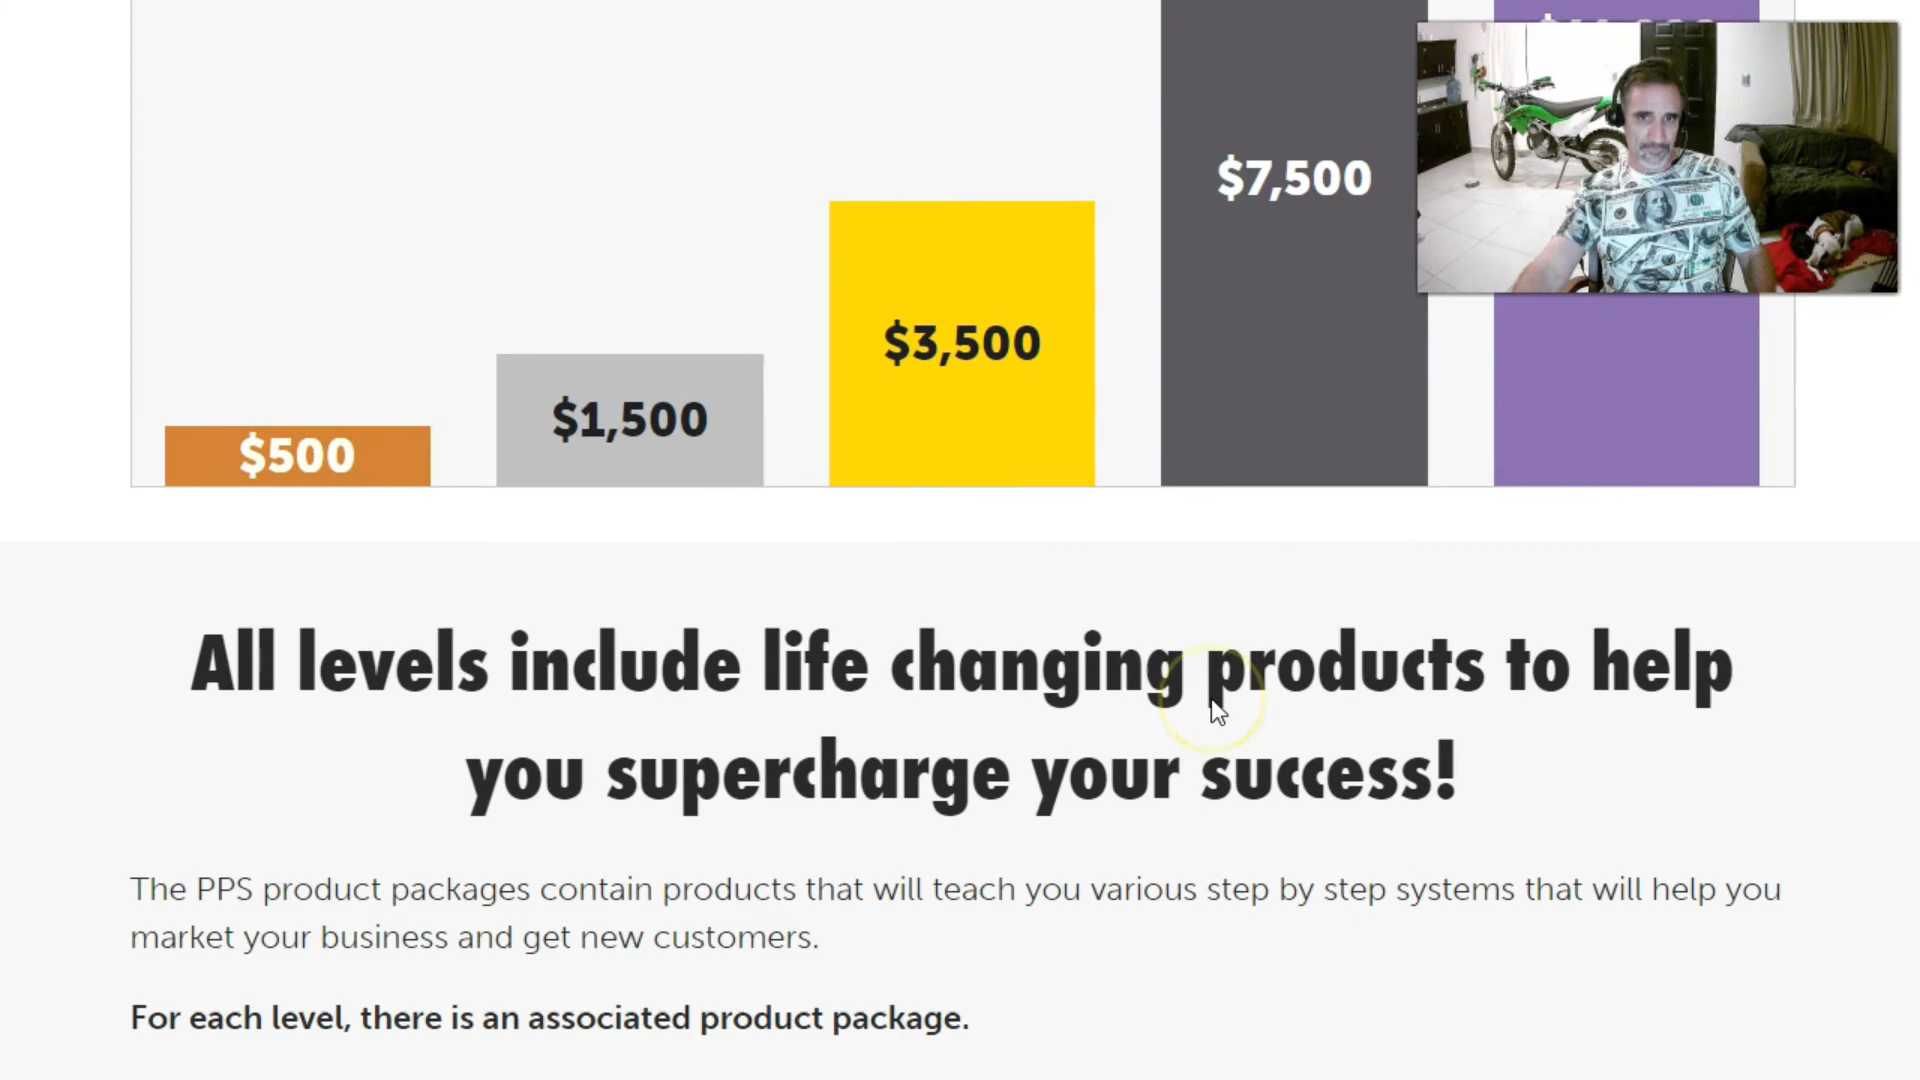 $7,500
$3,500
$1,500
$500
All levels include life changing products to help
you supercharge your success!
The PPS product packages contain products that will teach you various step by step systems that will help you
market your business and get new customers.
For each level, there is an associated product package.